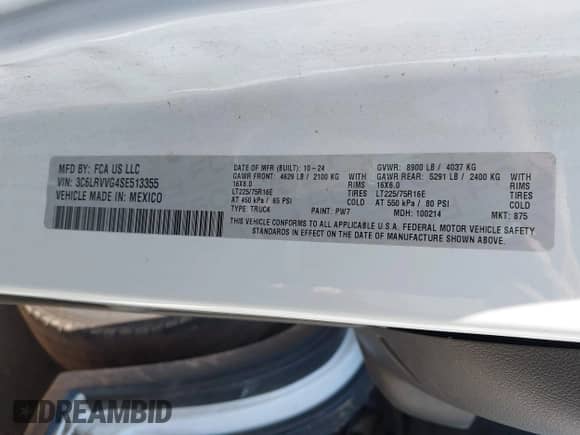 MFD BY: FCA US LLC
VIN: 3C6LRVVG4SE513355
VEHICLE MADE IN: MEXICO
DATE OF MFR (BUILT): 10-24
GAWR FRONT: 4629 LB / 2100 KG WITH
16X6.0 RIMS
LT225/75R16E TIRES
AT 450 kPa / 65 PSI COLD
TYPE: TRUCK PAINT: PW7
GVWR: 8900 LB / 4037 KG
GAWR REAR: 5291 LB / 2400 KG WITH
16X6.0 RIMS
LT225/75R16E TIRES
AT 550 kPa / 80 PSI COLD
MDH: 100214 MKT: 875
THIS VEHICLE CONFORMS TO ALL APPLICABLE U.S.A. FEDERAL MOTOR VEHICLE SAFETY
STANDARDS IN EFFECT ON THE DATE OF MANUFACTURE SHOWN ABOVE.
DREAMBID